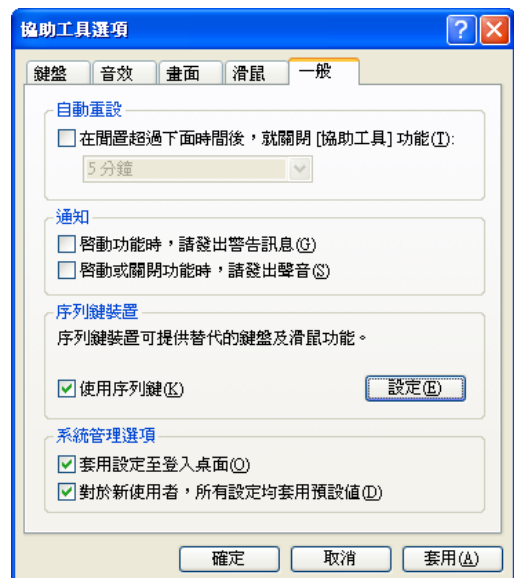 協助工具選項
鍵盤 音效 畫面 滑鼠 一般
自動重設
在閒置超過下面時間後，就關閉 [協助工具] 功能(T):
5 分鐘
通知
啟動功能時，請發出警告訊息(G)
啟動或關閉功能時，請發出聲音(S)
序列鍵裝置
序列鍵裝置可提供替代的鍵盤及滑鼠功能。
使用序列鍵(K)
設定(E)
系統管理選項
套用設定至登入桌面(O)
對於新使用者，所有設定均套用預設值(D)
確定 取消 套用(A)